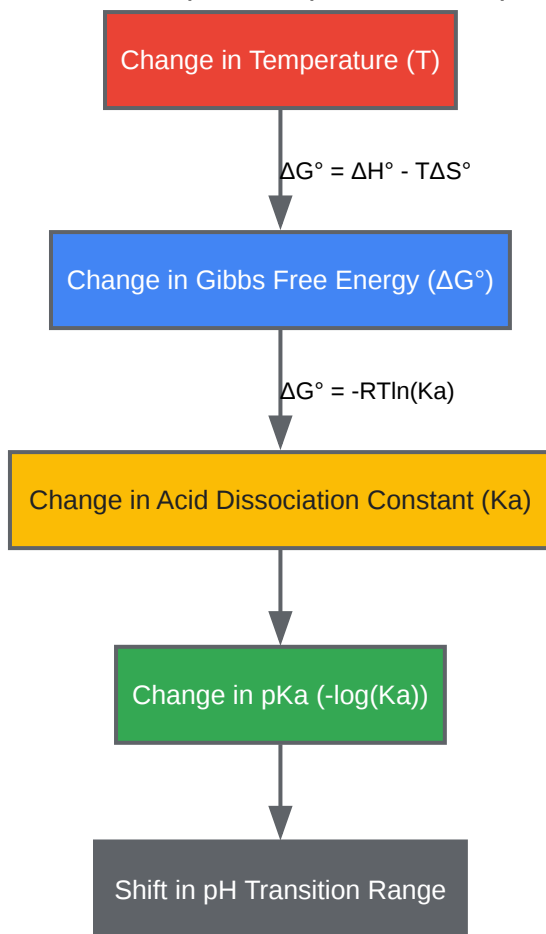 Change in Temperature (T)
ΔG° = ΔH° - TΔS°
Change in Gibbs Free Energy (ΔG°)
ΔG° = -RTln(Ka)
Change in Acid Dissociation Constant (Ka)
Change in pKa (-log(Ka))
Shift in pH Transition Range